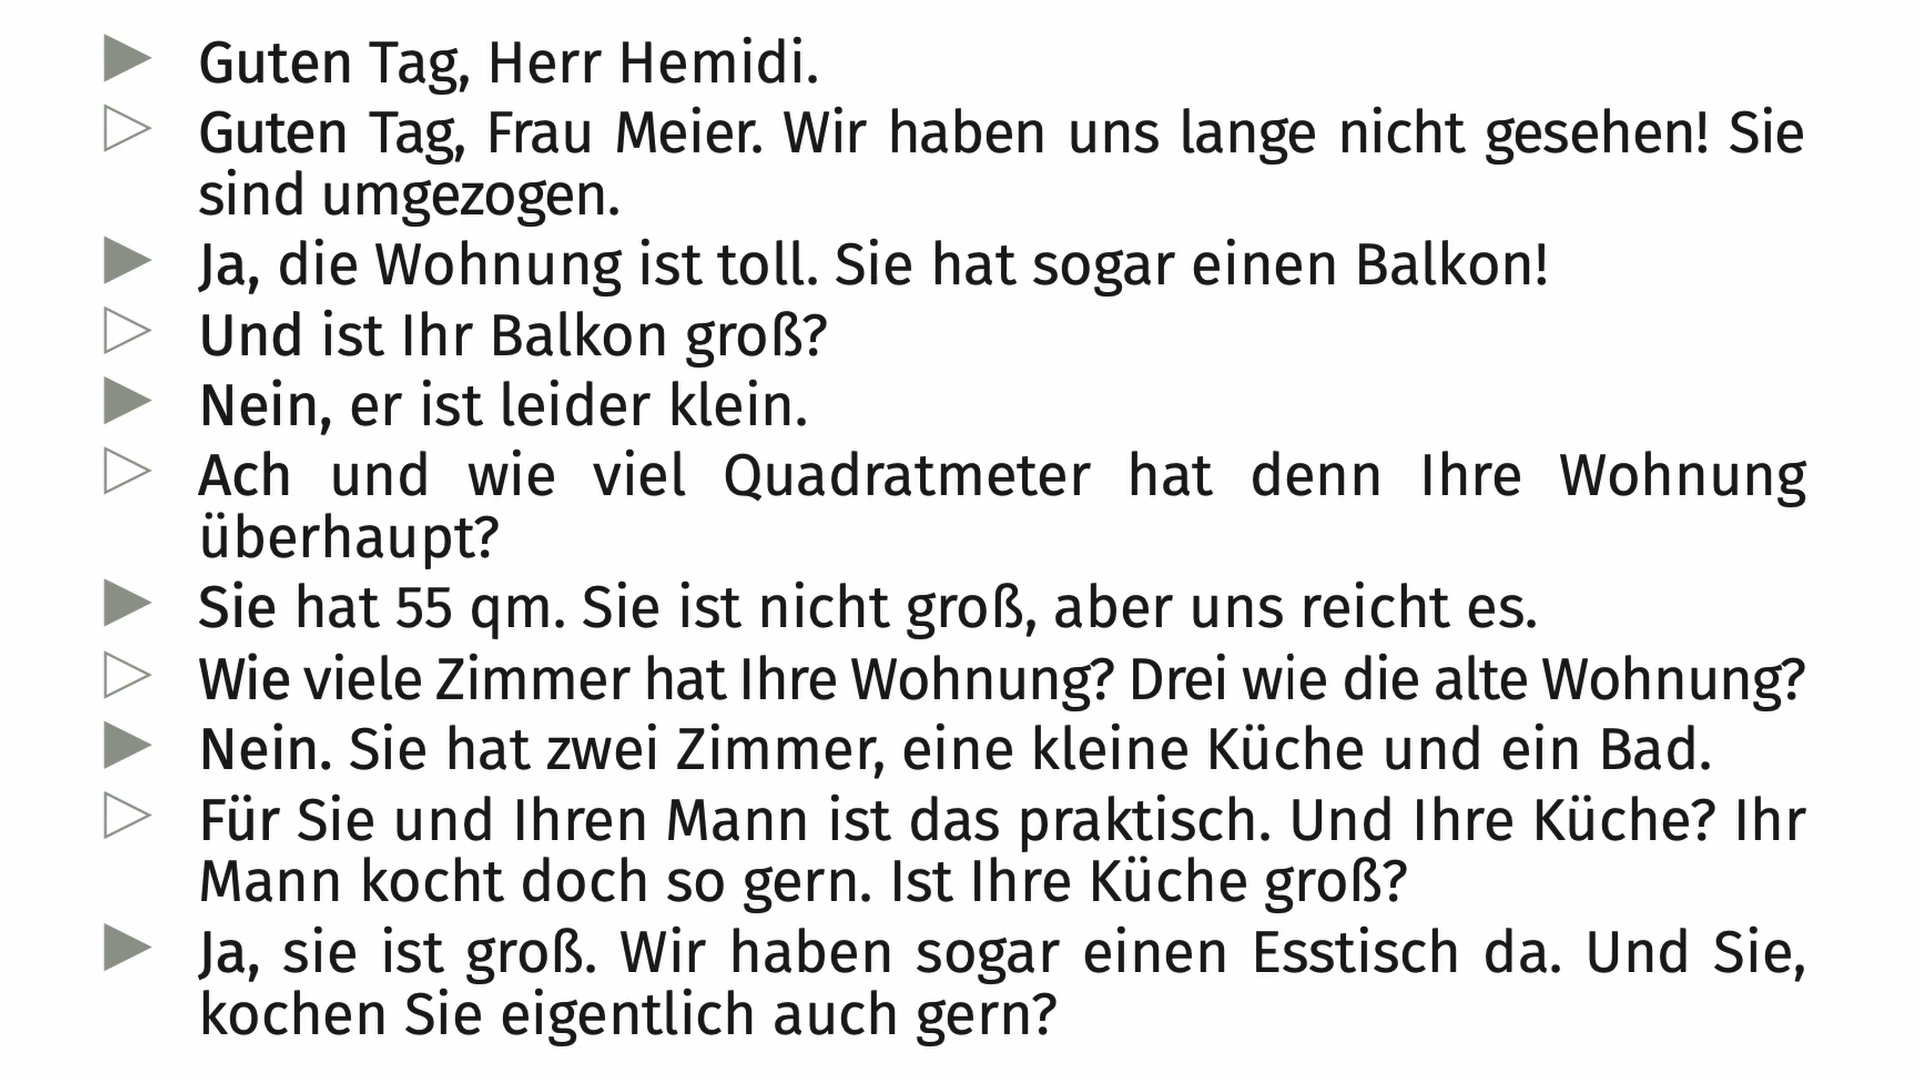 Guten Tag, Herr Hemidi.
Guten Tag, Frau Meier. Wir haben uns lange nicht gesehen! Sie
sind umgezogen.
Ja, die Wohnung ist toll. Sie hat sogar einen Balkon!
Und ist Ihr Balkon groß?
Nein, er ist leider klein.
Ach und wie viel Quadratmeter hat denn Ihre Wohnung
überhaupt?
Sie hat 55 qm. Sie ist nicht groß, aber uns reicht es.
Wie viele Zimmer hat Ihre Wohnung? Drei wie die alte Wohnung?
Nein. Sie hat zwei Zimmer, eine kleine Küche und ein Bad.
Für Sie und Ihren Mann ist das praktisch. Und Ihre Küche? Ihr
Mann kocht doch so gern. Ist Ihre Küche groß?
Ja, sie ist groß. Wir haben sogar einen Esstisch da. Und Sie,
kochen Sie eigentlich auch gern?